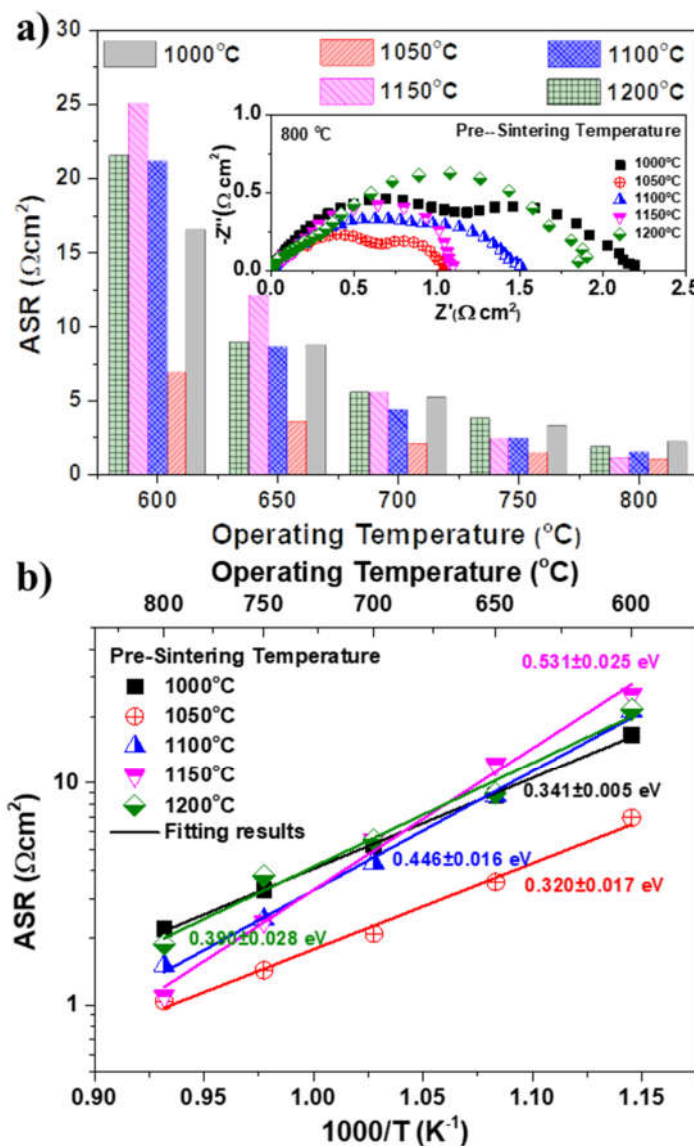 a)
30
25
20
15
10
5
0
ASR (Ωcm²)
1000°C
1050°C
1100°C
1150°C
1200°C
1.0
0.5
0.0
-Z''(Ω cm²)
800 °C
Pre--Sintering Temperature
1000°C
1050°C
1100°C
1150°C
1200°C
0.0 0.5 1.0 1.5 2.0 2.5
Z'(Ω cm²)
600 650 700 750 800
Operating Temperature (°C)
b)
Operating Temperature (°C)
800 750 700 650 600
Pre-Sintering Temperature
1000°C
1050°C
1100°C
1150°C
1200°C
Fitting results
0.531±0.025 eV
0.341±0.005 eV
0.446±0.016 eV
0.320±0.017 eV
0.390±0.028 eV
10
1
ASR (Ωcm²)
0.90 0.95 1.00 1.05 1.10 1.15
1000/T (K⁻¹)